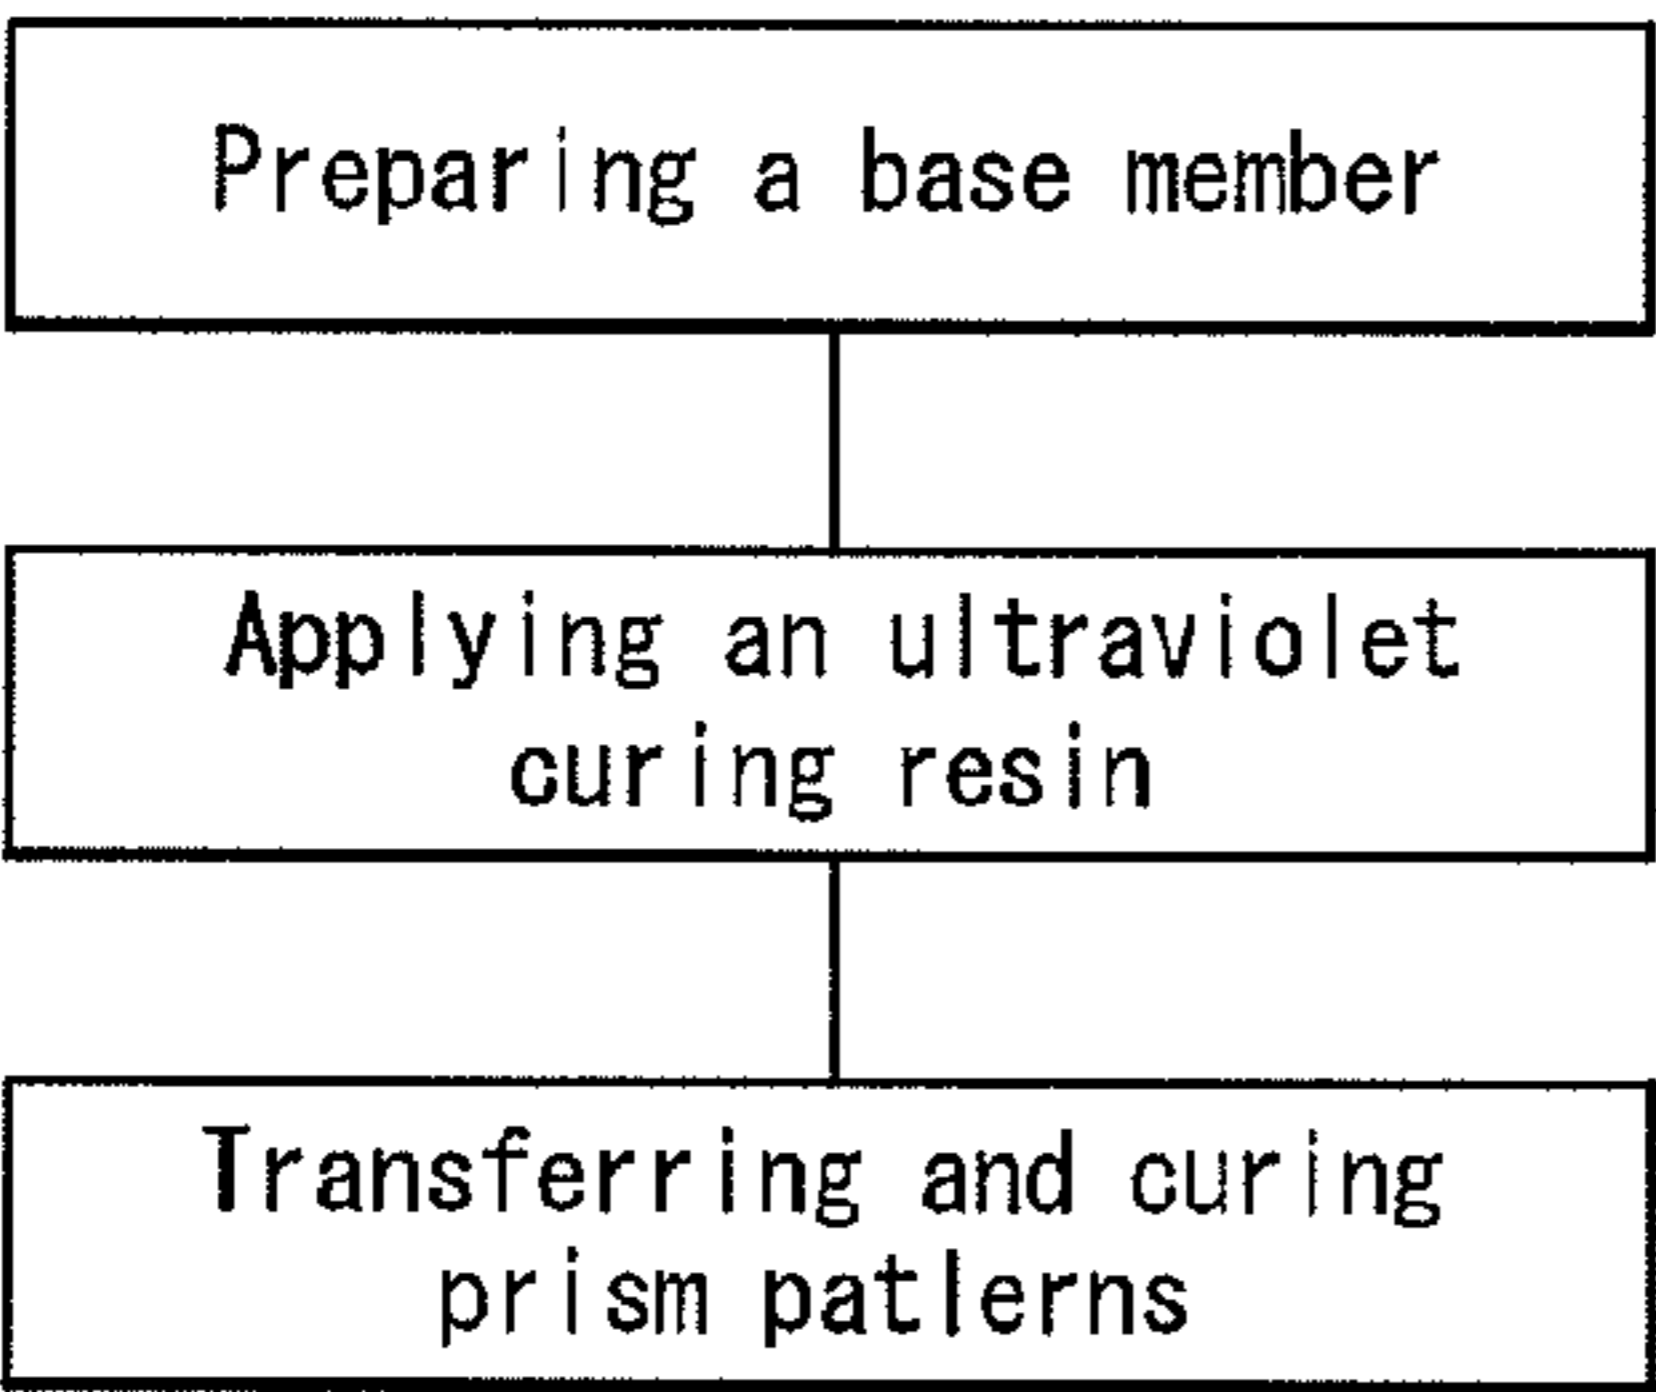 Preparing a base member
Applying an ultraviolet
curing resin
Transferring and curing
prism patlerns